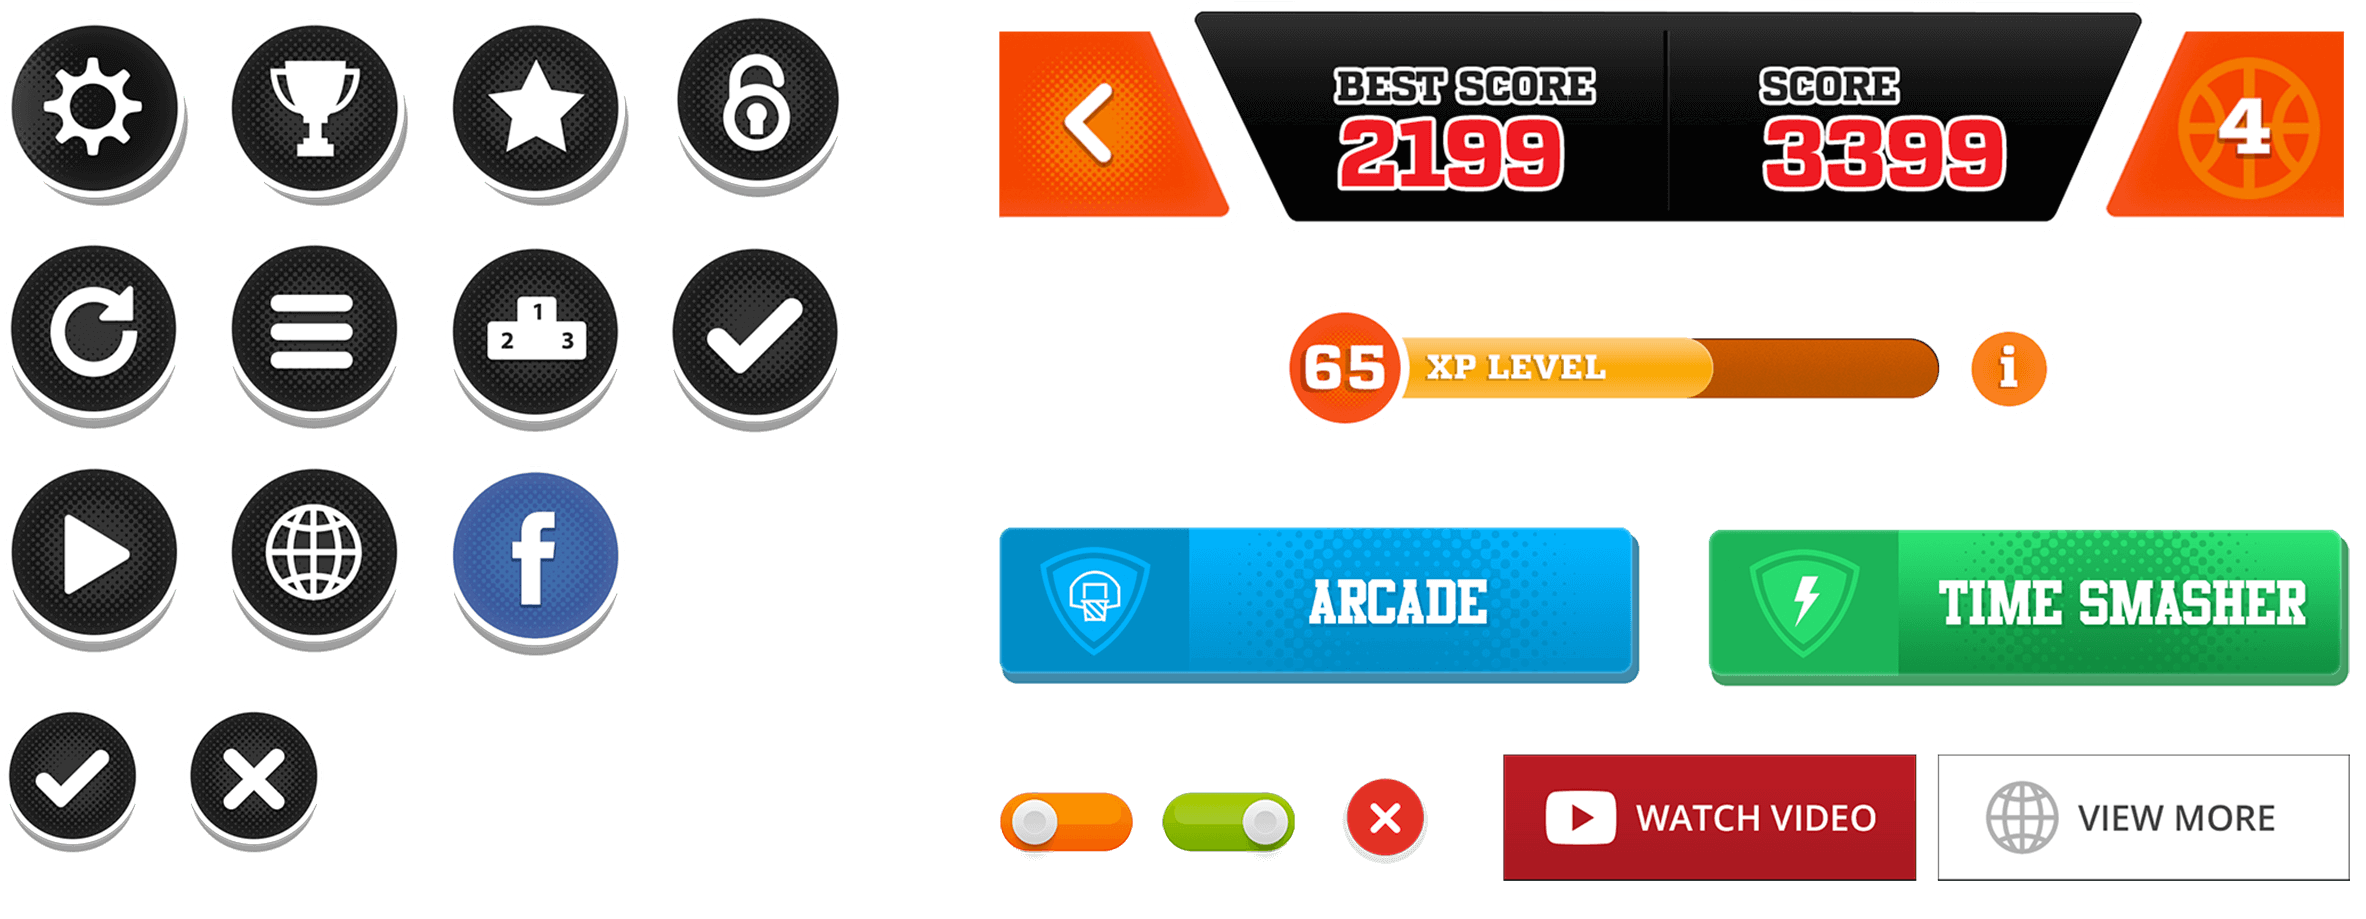 BEST SCORE
2199
SCORE
3399
4
1
2 3
65 XP LEVEL i
f
ARCADE
TIME SMASHER
WATCH VIDEO
VIEW MORE